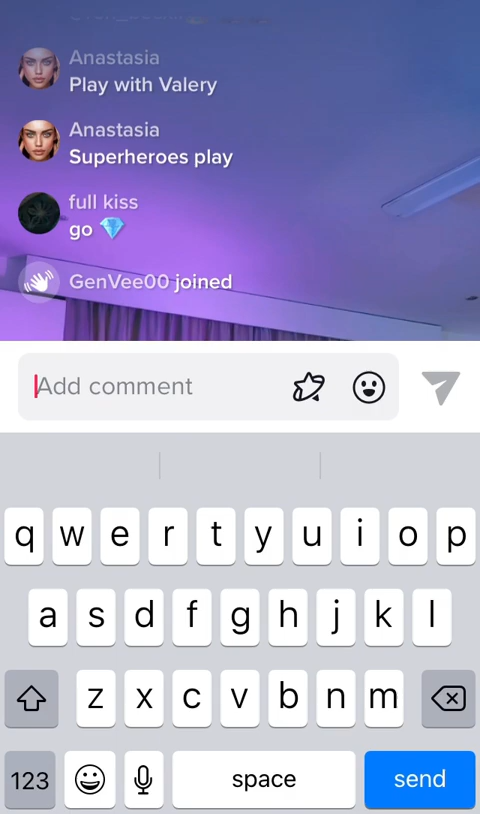 Anastasia
Play with Valery
Anastasia
Superheroes play
full kiss
go 💎
GenVee00 joined
Add comment
q w e r t y u i o p
a s d f g h j k l
z x c v b n m
123 space send